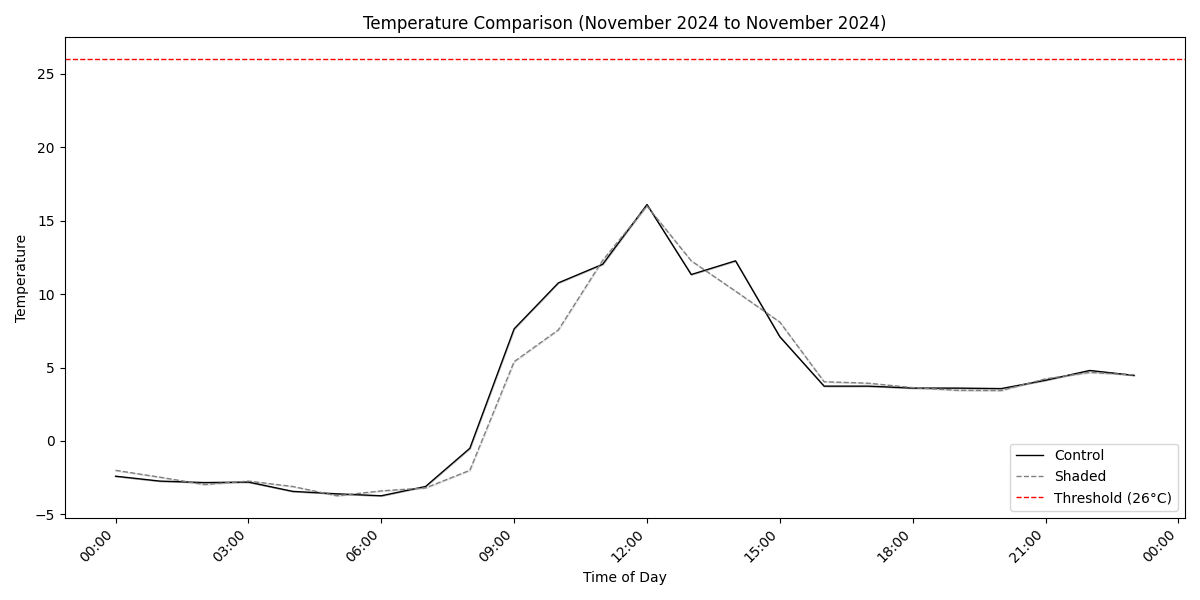 Temperature Comparison (November 2024 to November 2024)
Temperature
25
20
15
10
5
0
−5
00:00
03:00
06:00
09:00
12:00
15:00
18:00
21:00
00:00
Time of Day
Control
Shaded
Threshold (26°C)